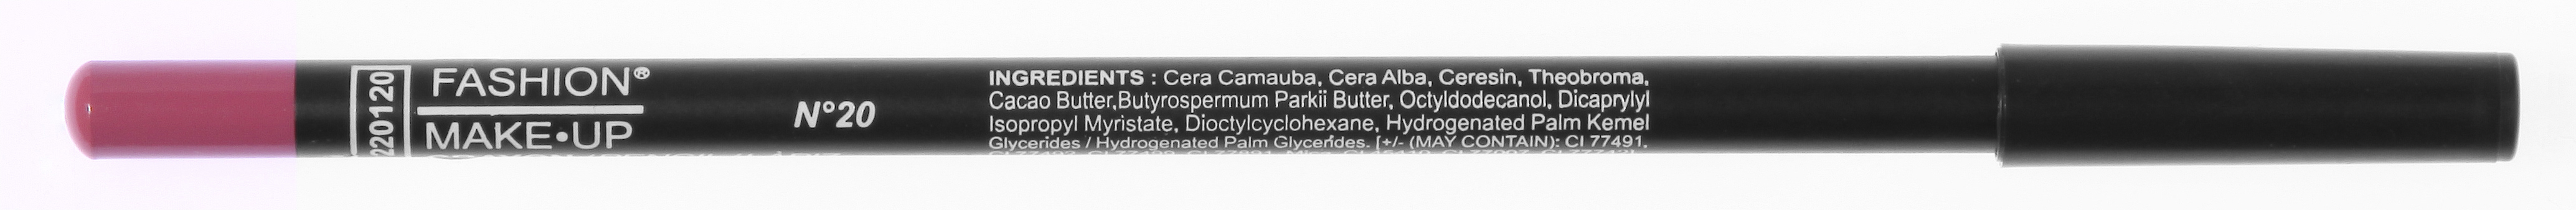 220120
FASHION®
MAKE•UP
N°20
INGREDIENTS : Cera Camauba, Cera Alba, Ceresin, Theobroma,
Cacao Butter,Butyrospermum Parkii Butter, Octyldodecanol, Dicaprylyl
Isopropyl Myristate, Dioctylcyclohexane, Hydrogenated Palm Kemel
Glycerides / Hydrogenated Palm Glycerides. [+/- (MAY CONTAIN): CI 77491,